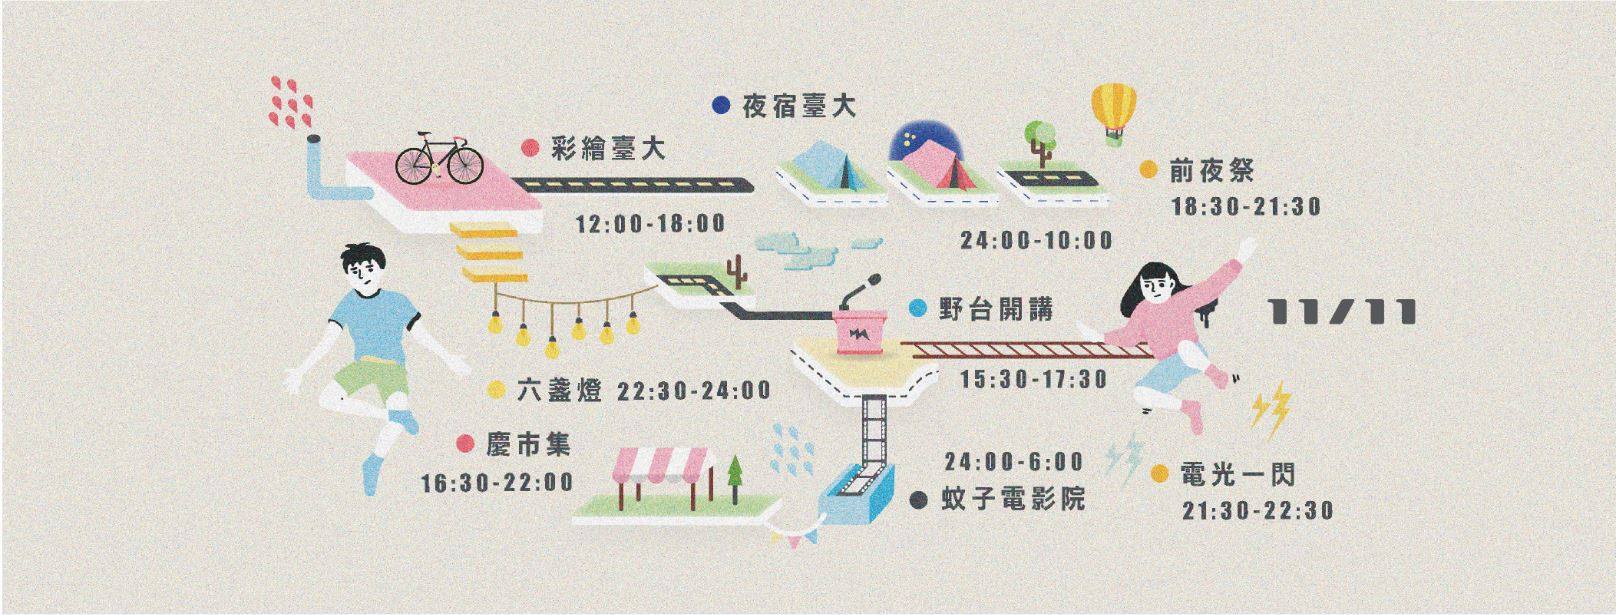 夜宿臺大
24:00-10:00
彩繪臺大
12:00-18:00
前夜祭
18:30-21:30
野台開講
15:30-17:30
11/11
六盞燈 22:30-24:00
慶市集
16:30-22:00
24:00-6:00
蚊子電影院
電光一閃
21:30-22:30